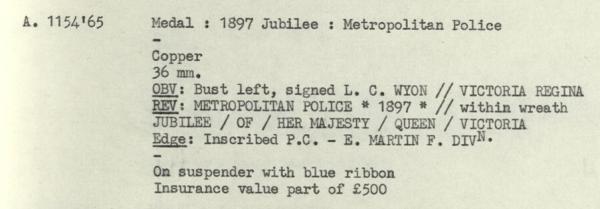 A. 1154'65 Medal : 1897 Jubilee : Metropolitan Police
-
Copper
36 mm.
OBV: Bust left, signed L. C. WYON // VICTORIA REGINA
REV: METROPOLITAN POLICE * 1897 * // within wreath
JUBILEE / OF / HER MAJESTY / QUEEN / VICTORIA
Edge: Inscribed P.C. - E. MARTIN F. DIVN.
-
On suspender with blue ribbon
Insurance value part of £500